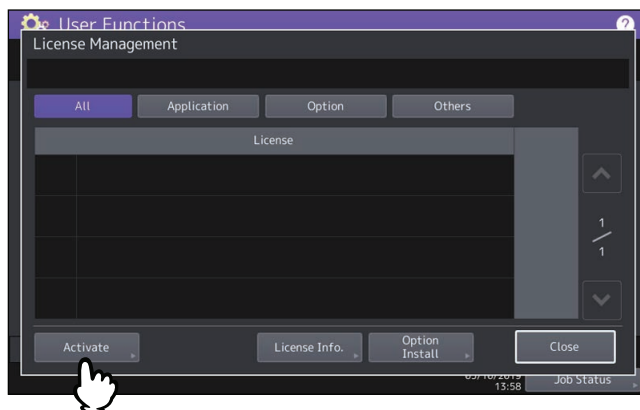 User Functions
?
License Management
All
Application
Option
Others
License
1
1
Activate
License Info.
Option
Install
Close
13:58
Job Status